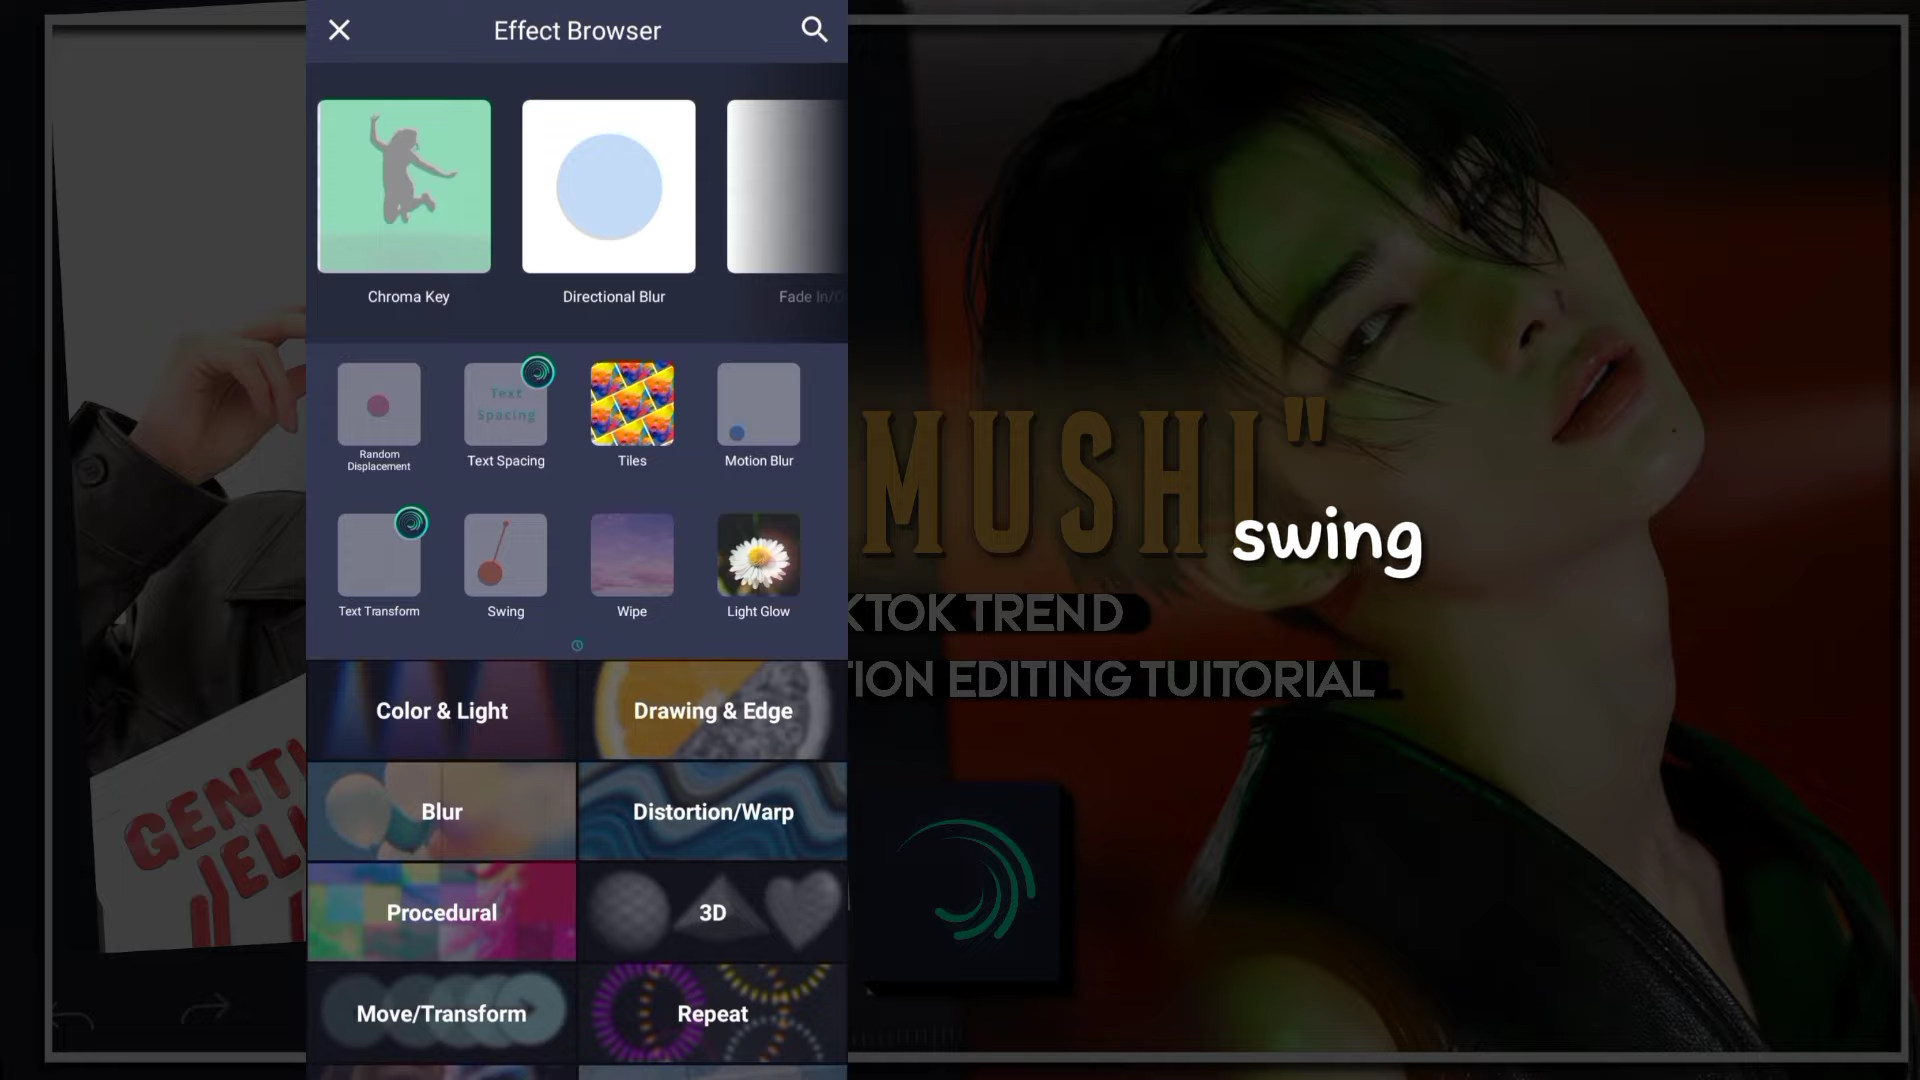 Effect Browser
Chroma Key
Directional Blur
Fade In/O
Random
Displacement
Text
Spacing
Text Spacing
Tiles
Motion Blur
Text Transform
Swing
Wipe
Light Glow
Color & Light
Drawing & Edge
Blur
Distortion/Warp
Procedural
3D
Move/Transform
Repeat
MUSHI"
swing
KTOK TREND
TION EDITING TUITORIAL
GENTL
JELL